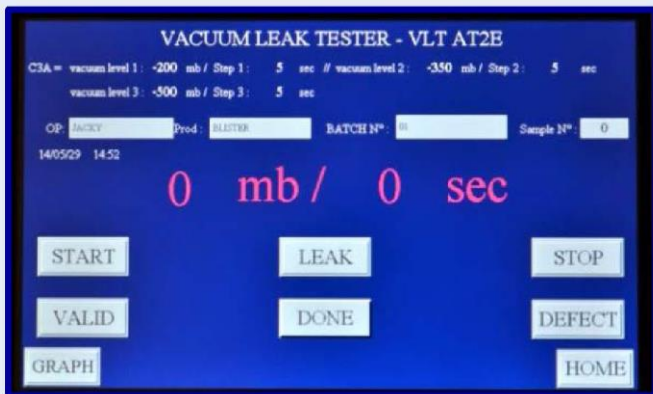 VACUUM LEAK TESTER - VLT AT2E
C3A = vacuum level 1 : -200 mb / Step 1 : 5 sec // vacuum level 2 : -350 mb / Step 2 : 5 sec
vacuum level 3 : -500 mb / Step 3 : 5 sec
OP: JACKY Prod : BLISTER BATCH N° : 01 Sample N° : 0
14/05/29 14:52
0 mb / 0 sec
START LEAK STOP
VALID DONE DEFECT
GRAPH HOME